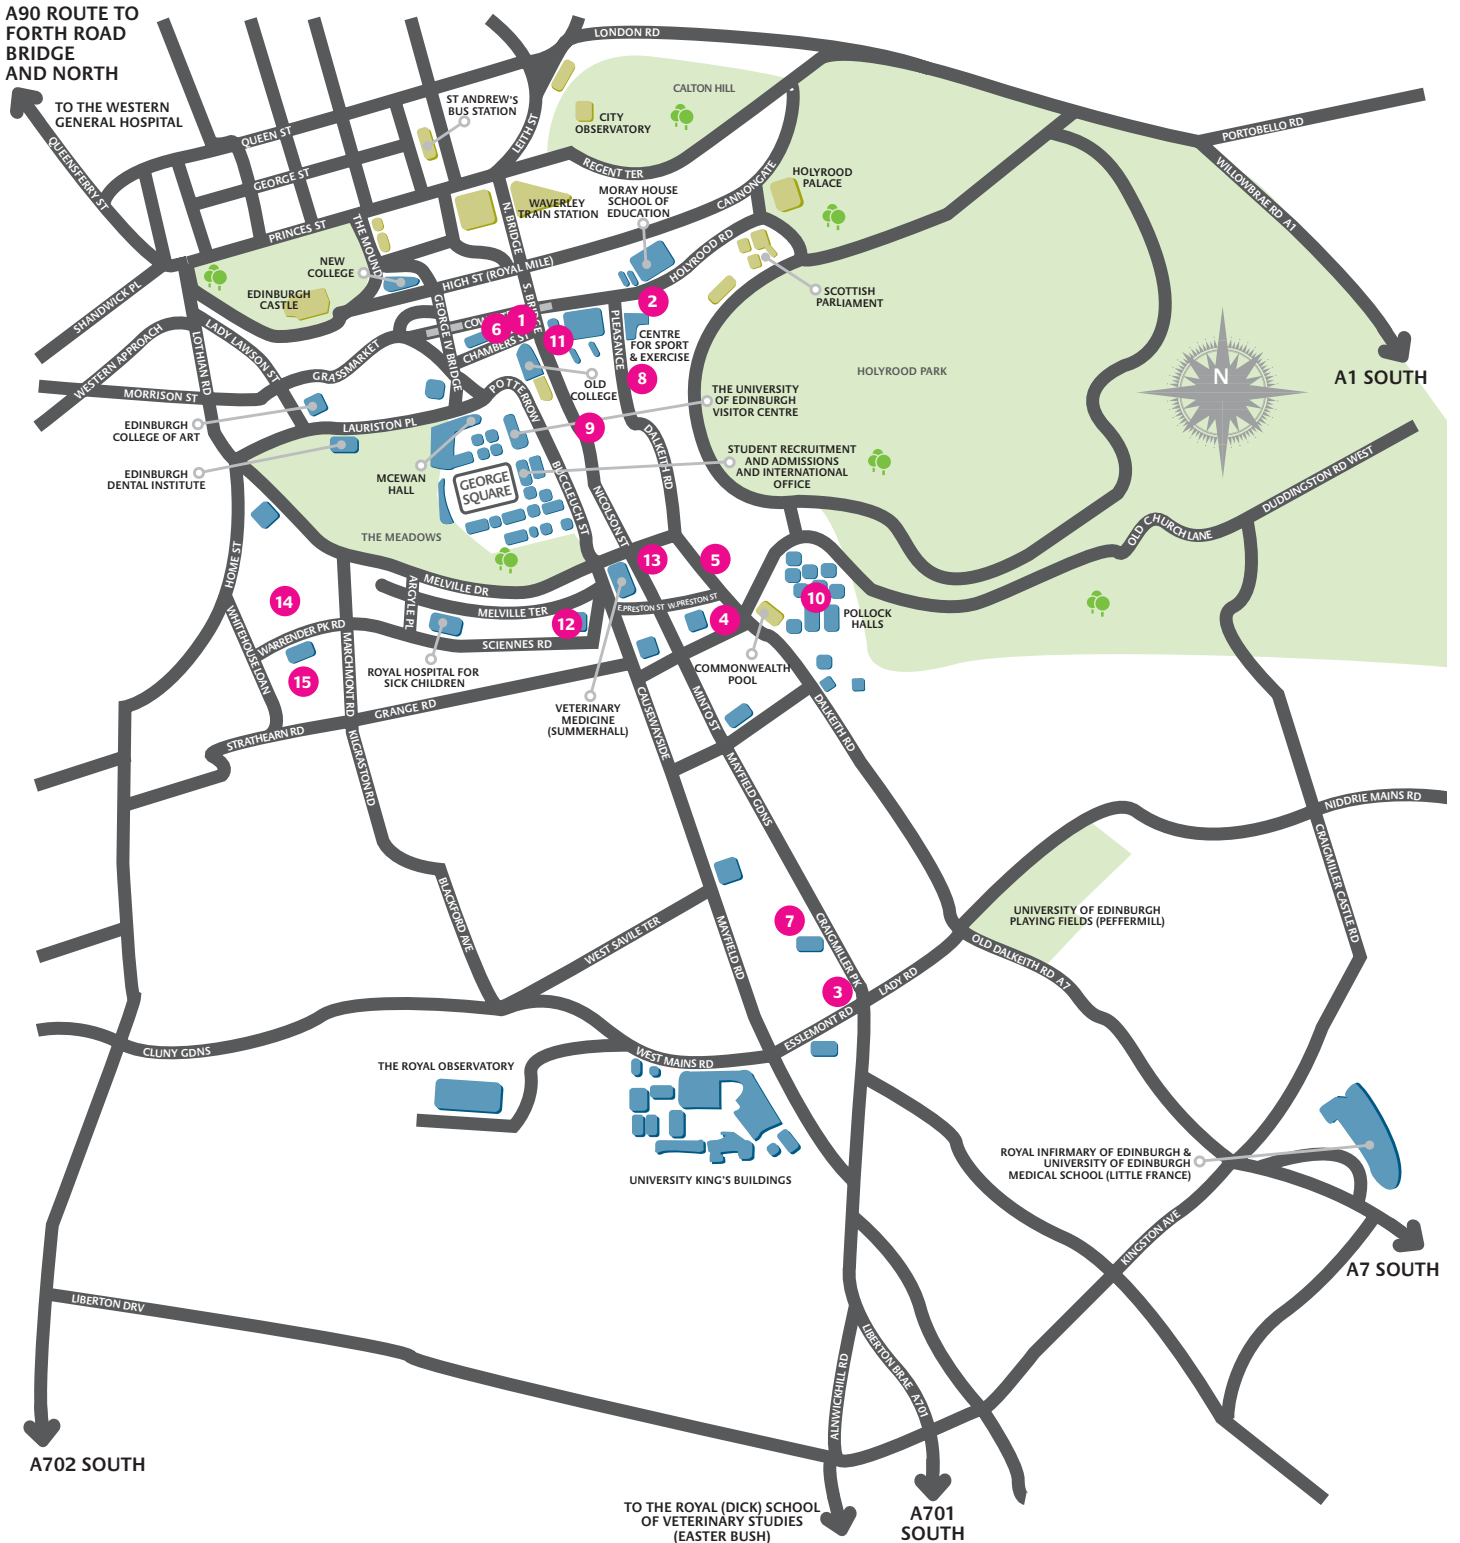 A90 ROUTE TO
FORTH ROAD
BRIDGE
AND NORTH
TO THE WESTERN
GENERAL HOSPITAL
QUEENSFERRY ST
QUEEN ST
GEORGE ST
PRINCES ST
THE MOUND
ST ANDREW'S
BUS STATION
LEITH ST
LONDON RD
CALTON HILL
CITY
OBSERVATORY
REGENT TER
WAVERLEY
TRAIN STATION
N. BRIDGE
MORAY HOUSE
SCHOOL OF
EDUCATION
CANNONGATE
HOLYROOD
PALACE
HOLYROOD RD
SCOTTISH
PARLIAMENT
PORTOBELLO RD
WILLOWBRAE RD A1
A1 SOUTH
N
HOLYROOD PARK
DUDDINGSTON RD WEST
OLD CHURCH LANE
SHANDWICK PL
WESTERN APPROACH
MORRISON ST
LOTHIAN RD
LADY LAWSON ST
EDINBURGH
CASTLE
NEW
COLLEGE
HIGH ST (ROYAL MILE)
GEORGE IV BRIDGE
GRASSMARKET
COW
6
1
S. BRIDGE
CHAMBERS ST
11
2
PLEASANCE
CENTRE
FOR SPORT
& EXERCISE
8
OLD
COLLEGE
POTTERROW
9
THE UNIVERSITY
OF EDINBURGH
VISITOR CENTRE
STUDENT RECRUITMENT
AND ADMISSIONS
AND INTERNATIONAL
OFFICE
EDINBURGH
COLLEGE OF ART
LAURISTON PL
EDINBURGH
DENTAL INSTITUTE
MCEWAN
HALL
GEORGE
SQUARE
THE MEADOWS
BUCCLEUCH ST
NICOLSON ST
DALKEITH RD
13
5
10
POLLOCK
HALLS
HOME ST
14
MELVILLE DR
ARGYLE PL
MELVILLE TER
12
SCIENNES RD
E.PRESTON ST
W.PRESTON ST
4
COMMONWEALTH
POOL
WHITEHOUSE LOAN
WARRENDER PK RD
MARCHMONT RD
15
ROYAL HOSPITAL FOR
SICK CHILDREN
VETERINARY
MEDICINE
(SUMMERHALL)
GRANGE RD
STRATHEARN RD
KILGRASTON RD
CAUSEWAYSIDE
MINTO ST
DALKEITH RD
MAYFIELD GDNS
BLACKFORD AVE
WEST SAVILE TER
MAYFIELD RD
7
CRAIGMILLER PK
3
LADY RD
ESSLEMONT RD
UNIVERSITY OF EDINBURGH
PLAYING FIELDS (PEFFERMILL)
OLD DALKEITH RD A7
NIDDRIE MAINS RD
CRAIGMILLER CASTLE RD
CLUNY GDNS
THE ROYAL OBSERVATORY
WEST MAINS RD
UNIVERSITY KING'S BUILDINGS
ROYAL INFIRMARY OF EDINBURGH &
UNIVERSITY OF EDINBURGH
MEDICAL SCHOOL (LITTLE FRANCE)
KINGSTON AVE
A7 SOUTH
LIBERTON DRV
ALNWICKHILL RD
LIBERTON BRAE A701
A702 SOUTH
TO THE ROYAL (DICK) SCHOOL
OF VETERINARY STUDIES
(EASTER BUSH)
A701
SOUTH